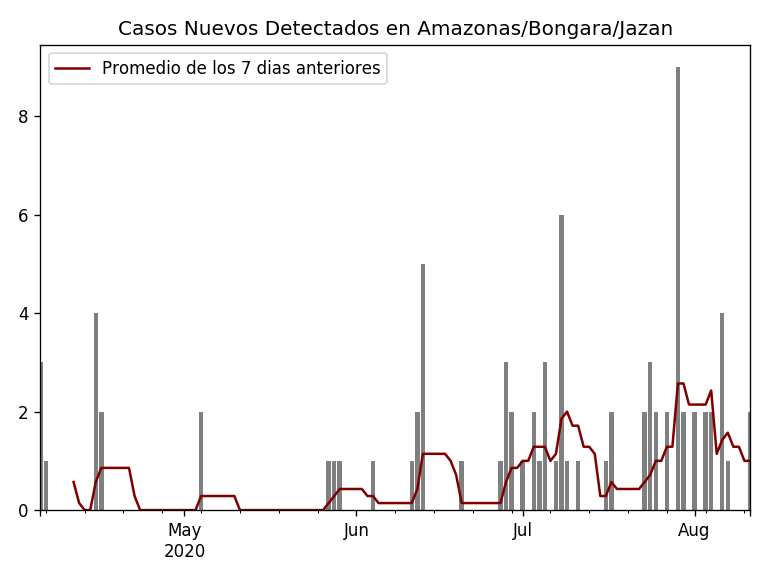 Casos Nuevos Detectados en Amazonas/Bongara/Jazan
Promedio de los 7 dias anteriores
8
6
4
2
0
May
2020
Jun
Jul
Aug